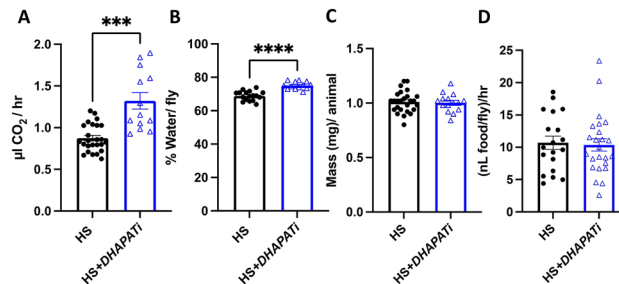 A
***
µl CO₂ / hr
2.0
1.5
1.0
0.5
0.0
HS
HS+DHAPATi
B
****
% Water/ fly
100
80
60
40
20
0
HS
HS+DHAPATi
C
Mass (mg)/ animal
1.5
1.0
0.5
0.0
HS
HS+DHAPATi
D
(nL food/fly)/hr
25
20
15
10
5
0
HS
HS+DHAPATi